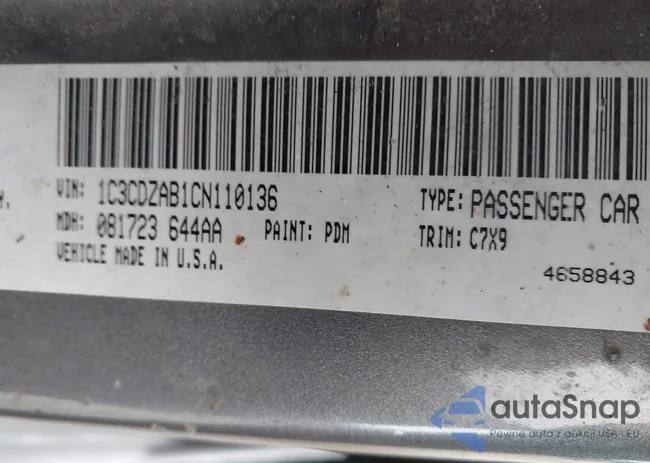 Y.
VIN: 1C3CDZAB1CN110136 TYPE: PASSENGER CAR
MDH: 081723 644AA PAINT: PDM TRIM: C7X9
VEHICLE MADE IN U.S.A. 4658843
autaSnap
Pewne auta z aukcji USA i EU